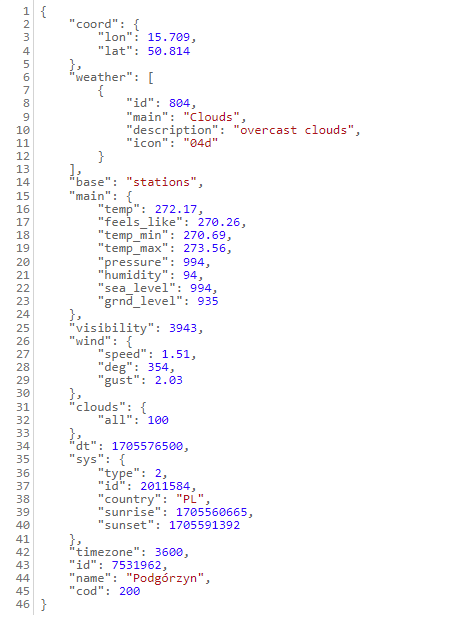 1 {
2     "coord": {
3         "lon": 15.709,
4         "lat": 50.814
5     },
6     "weather": [
7         {
8             "id": 804,
9             "main": "Clouds",
10             "description": "overcast clouds",
11             "icon": "04d"
12         }
13     ],
14     "base": "stations",
15     "main": {
16         "temp": 272.17,
17         "feels_like": 270.26,
18         "temp_min": 270.69,
19         "temp_max": 273.56,
20         "pressure": 994,
21         "humidity": 94,
22         "sea_level": 994,
23         "grnd_level": 935
24     },
25     "visibility": 3943,
26     "wind": {
27         "speed": 1.51,
28         "deg": 354,
29         "gust": 2.03
30     },
31     "clouds": {
32         "all": 100
33     },
34     "dt": 1705576500,
35     "sys": {
36         "type": 2,
37         "id": 2011584,
38         "country": "PL",
39         "sunrise": 1705560665,
40         "sunset": 1705591392
41     },
42     "timezone": 3600,
43     "id": 7531962,
44     "name": "Podgórzyn",
45     "cod": 200
46 }